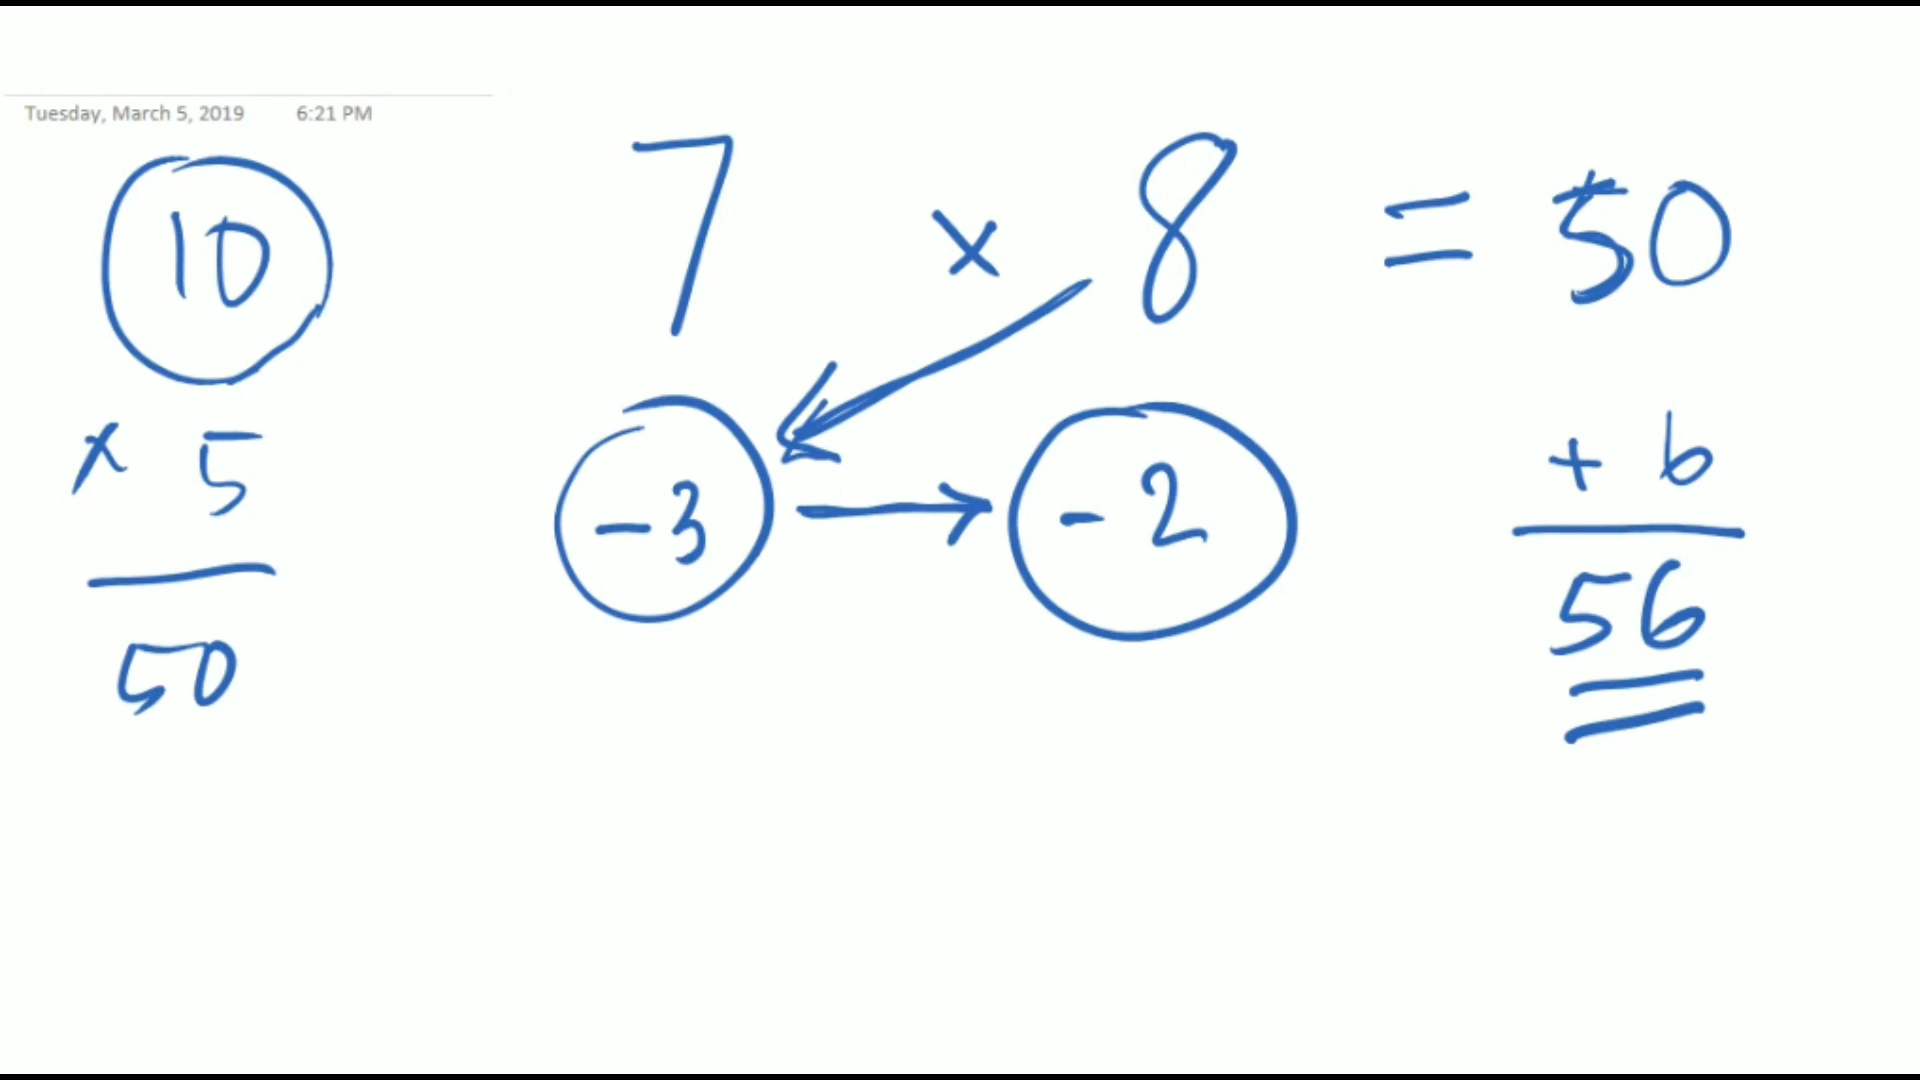 Tuesday, March 5, 2019 6:21 PM
10 7 x 8 = 50
x 5 -3 -2 + 6
50 56